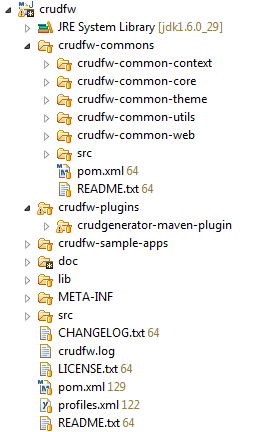 crudfw
JRE System Library [jdk1.6.0_29]
crudfw-commons
crudfw-common-context
crudfw-common-core
crudfw-common-theme
crudfw-common-utils
crudfw-common-web
src
pom.xml 64
README.txt 64
crudfw-plugins
crudgenerator-maven-plugin
crudfw-sample-apps
doc
lib
META-INF
src
CHANGELOG.txt 64
crudfw.log
LICENSE.txt 64
pom.xml 129
profiles.xml 122
README.txt 64